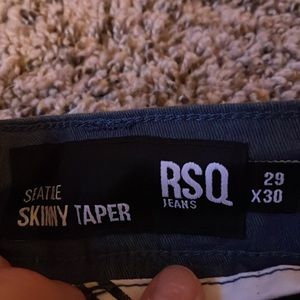 SEATTLE
SKINNY TAPER
RSQ
JEANS
29
X30